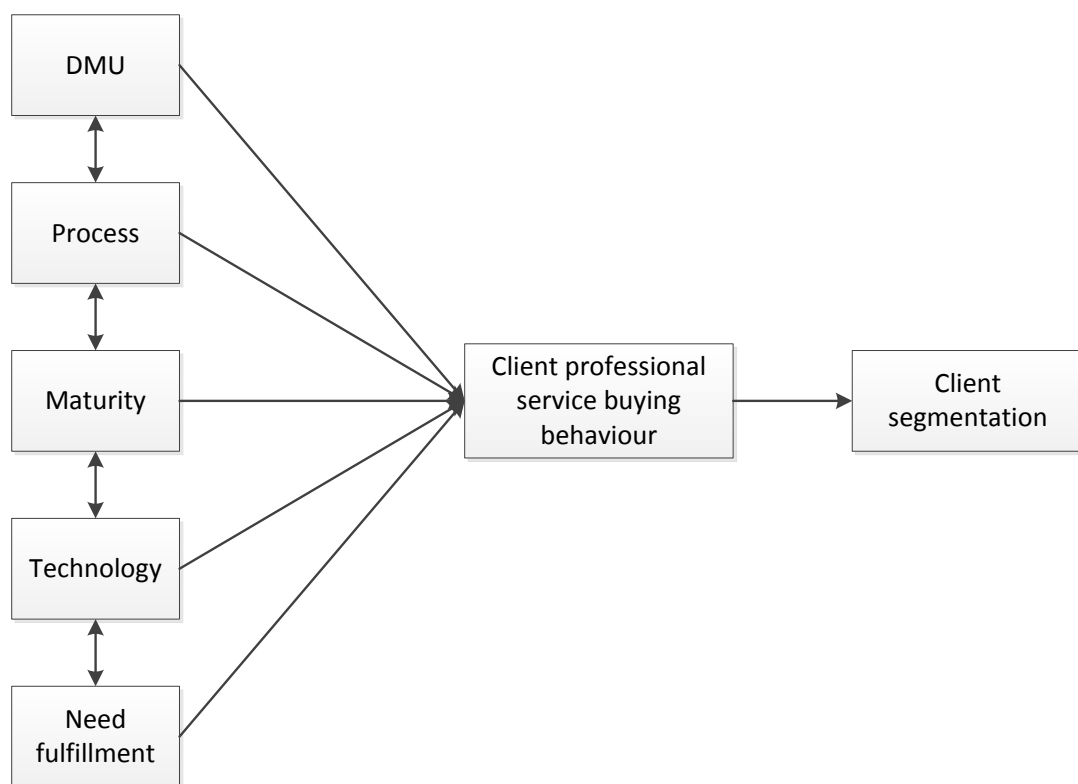 DMU
Process
Maturity
Technology
Need
fulfillment
Client professional
service buying
behaviour
Client
segmentation